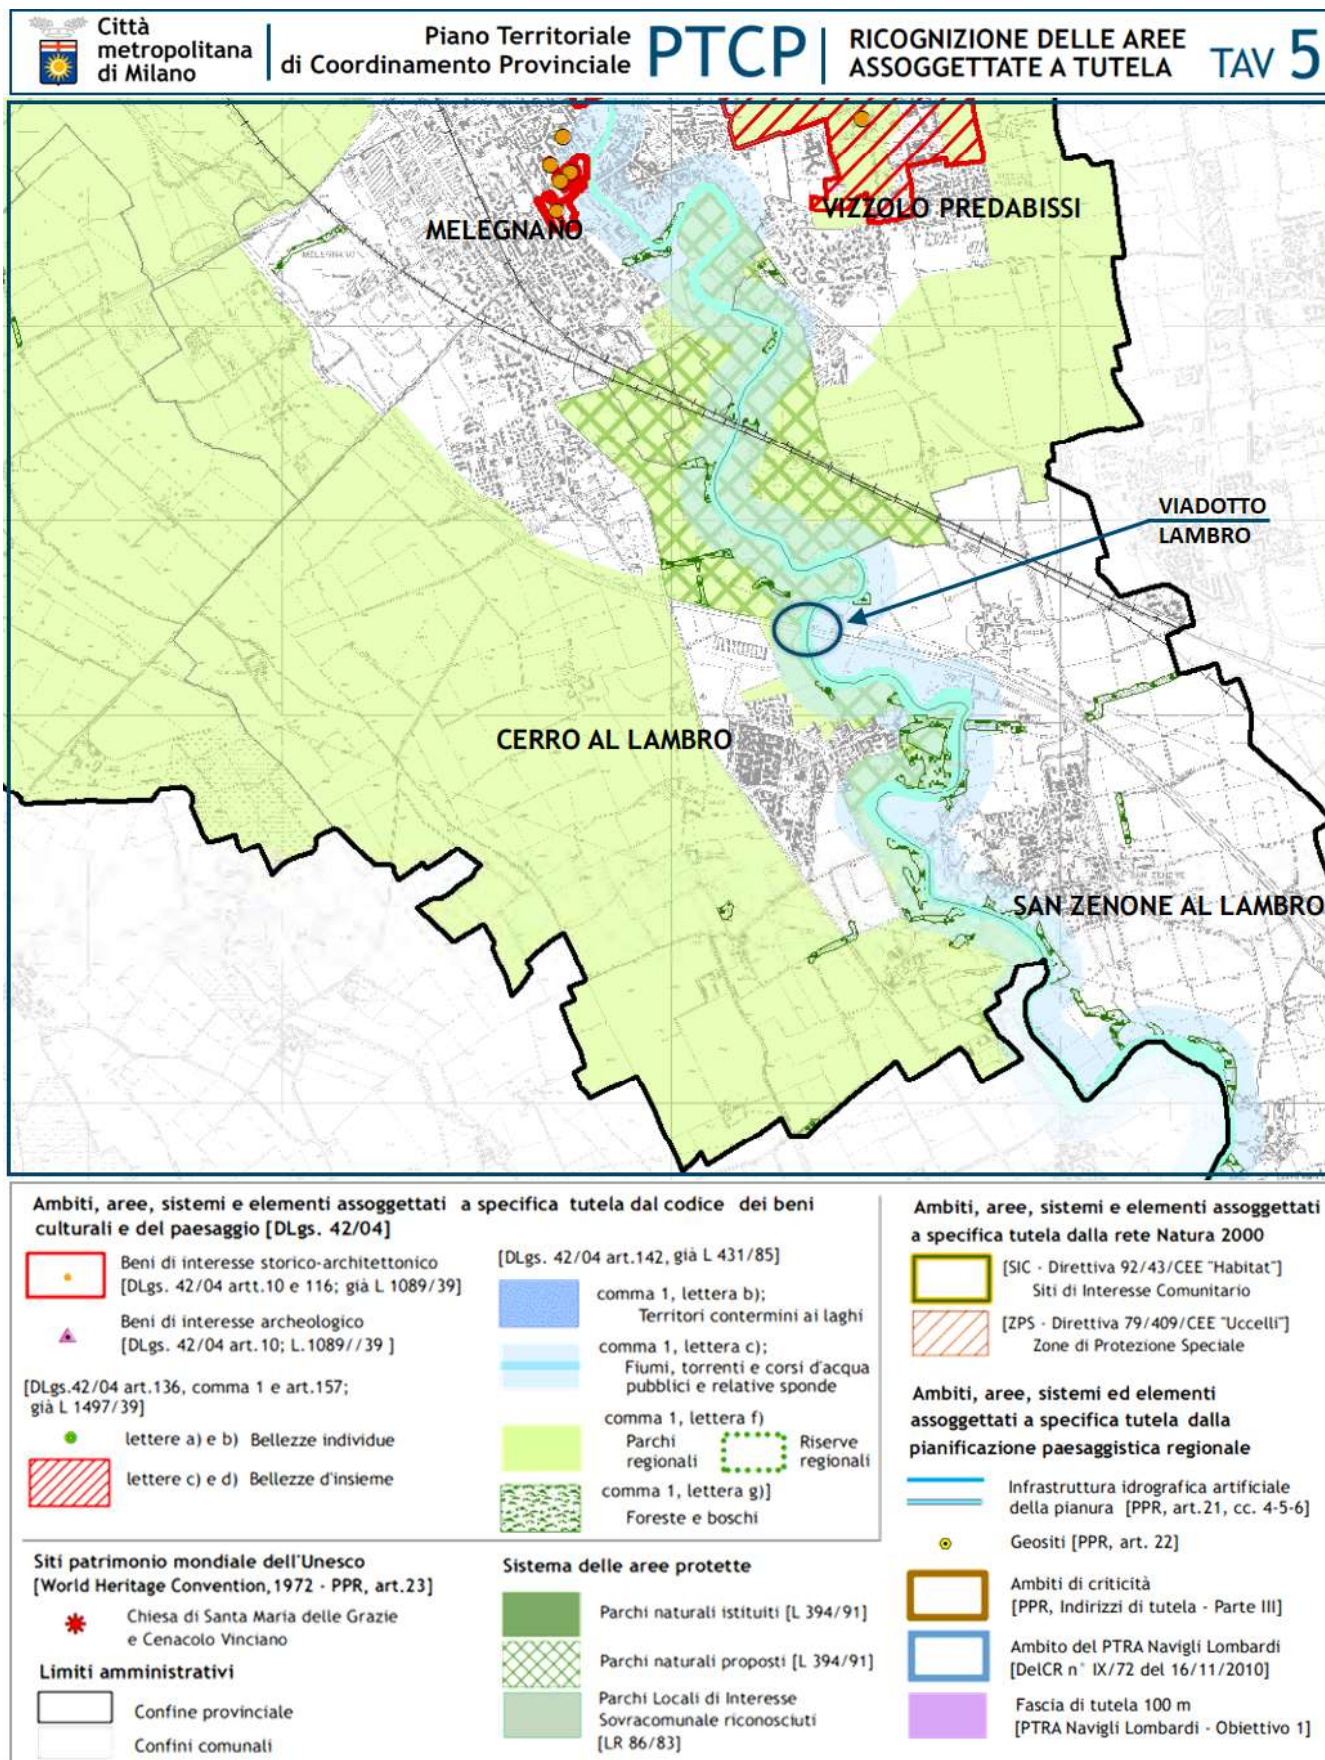 Città
metropolitana
di Milano
Piano Territoriale
di Coordinamento Provinciale
PTCP
RICOGNIZIONE DELLE AREE
ASSOGGETTATE A TUTELA
TAV 5
MELEGNANO
VIZZOLO PREDABISSI
VIADOTTO
LAMBRO
CERRO AL LAMBRO
SAN ZENONE AL LAMBRO
Ambiti, aree, sistemi e elementi assoggettati a specifica tutela dal codice dei beni
culturali e del paesaggio [DLgs. 42/04]
Beni di interesse storico-architettonico
[DLgs. 42/04 artt.10 e 116; già L 1089/39]
Beni di interesse archeologico
[DLgs. 42/04 art.10; L.1089//39 ]
[DLgs.42/04 art.136, comma 1 e art.157;
già L 1497/39]
lettere a) e b) Bellezze individue
lettere c) e d) Bellezze d'insieme
[DLgs. 42/04 art.142, già L 431/85]
comma 1, lettera b);
Territori contermini ai laghi
comma 1, lettera c);
Fiumi, torrenti e corsi d'acqua
pubblici e relative sponde
comma 1, lettera f)
Parchi
regionali
Riserve
regionali
comma 1, lettera g)]
Foreste e boschi
Siti patrimonio mondiale dell'Unesco
[World Heritage Convention,1972 - PPR, art.23]
Chiesa di Santa Maria delle Grazie
e Cenacolo Vinciano
Limiti amministrativi
Confine provinciale
Confini comunali
Sistema delle aree protette
Parchi naturali istituiti [L 394/91]
Parchi naturali proposti [L 394/91]
Parchi Locali di Interesse
Sovracomunale riconosciuti
[LR 86/83]
Ambiti, aree, sistemi e elementi assoggettati
a specifica tutela dalla rete Natura 2000
[SIC - Direttiva 92/43/CEE "Habitat"]
Siti di Interesse Comunitario
[ZPS - Direttiva 79/409/CEE "Uccelli"]
Zone di Protezione Speciale
Ambiti, aree, sistemi ed elementi
assoggettati a specifica tutela dalla
pianificazione paesaggistica regionale
Infrastruttura idrografica artificiale
della pianura [PPR, art.21, cc. 4-5-6]
Geositi [PPR, art. 22]
Ambiti di criticità
[PPR, Indirizzi di tutela - Parte III]
Ambito del PTRA Navigli Lombardi
[DelCR n° IX/72 del 16/11/2010]
Fascia di tutela 100 m
[PTRA Navigli Lombardi - Obiettivo 1]